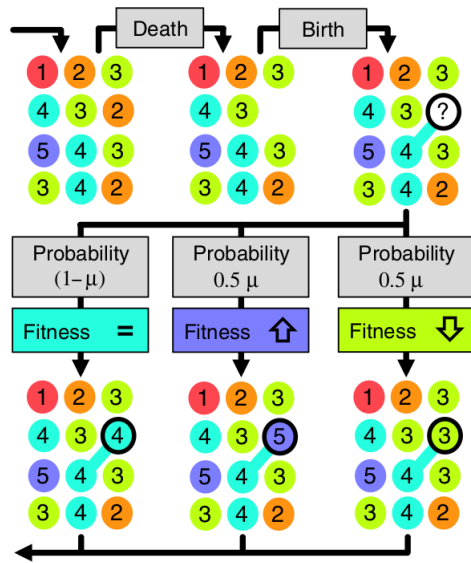 Death
Birth
1 2 3
1 2 3
1 2 3
4 3 2
4 3
4 3 ?
5 4 3
5 4 3
5 4 3
3 4 2
3 4 2
3 4 2
Probability
(1–μ)
Probability
0.5 μ
Probability
0.5 μ
Fitness =
Fitness
Fitness
1 2 3
1 2 3
1 2 3
4 3 4
4 3 5
4 3 3
5 4 3
5 4 3
5 4 3
3 4 2
3 4 2
3 4 2